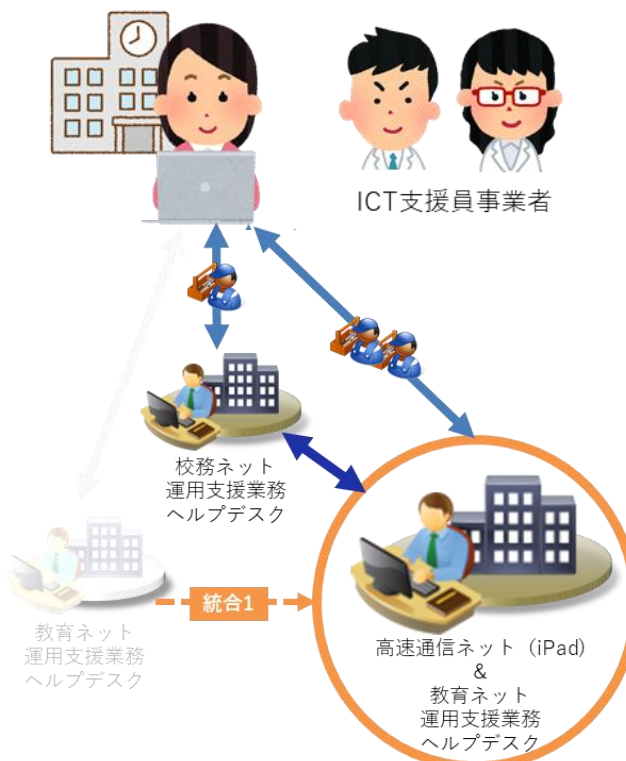 ICT支援員事業者
校務ネット
運用支援業務
ヘルプデスク
統合1
教育ネット
運用支援業務
ヘルプデスク
高速通信ネット（iPad）
&
教育ネット
運用支援業務
ヘルプデスク